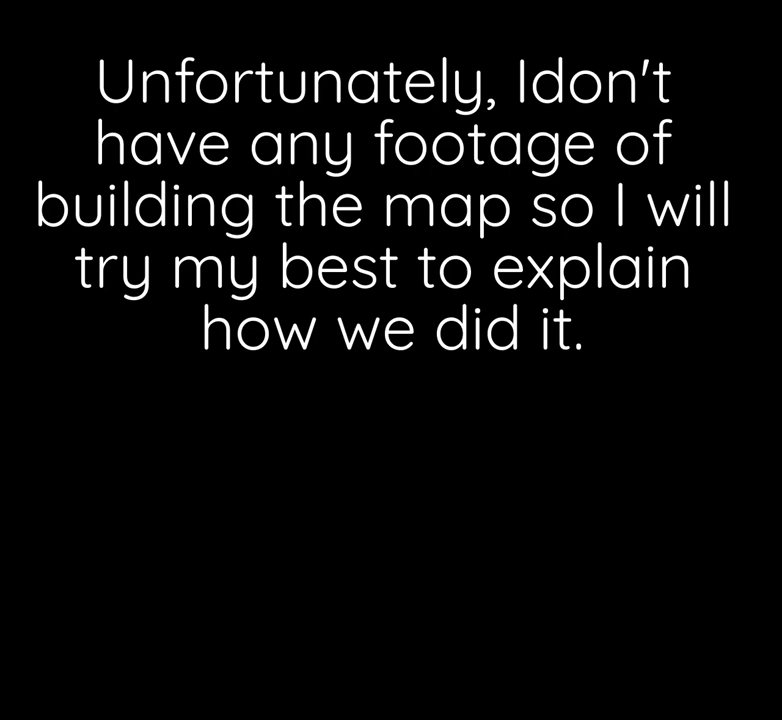 Unfortunately, Idon't
have any footage of
building the map so I will
try my best to explain
how we did it.